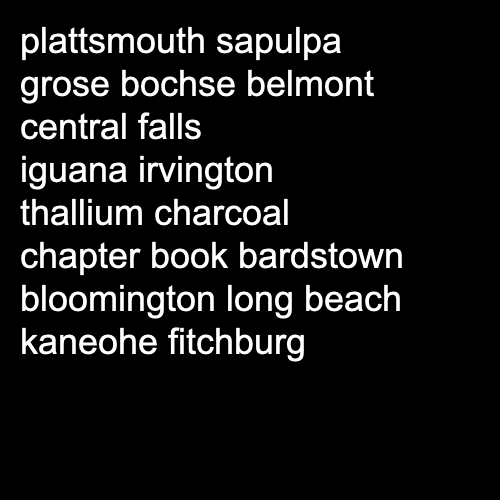 plattsmouth sapulpa
grose bochse belmont
central falls
iguana irvington
thallium charcoal
chapter book bardstown
bloomington long beach
kaneohe fitchburg